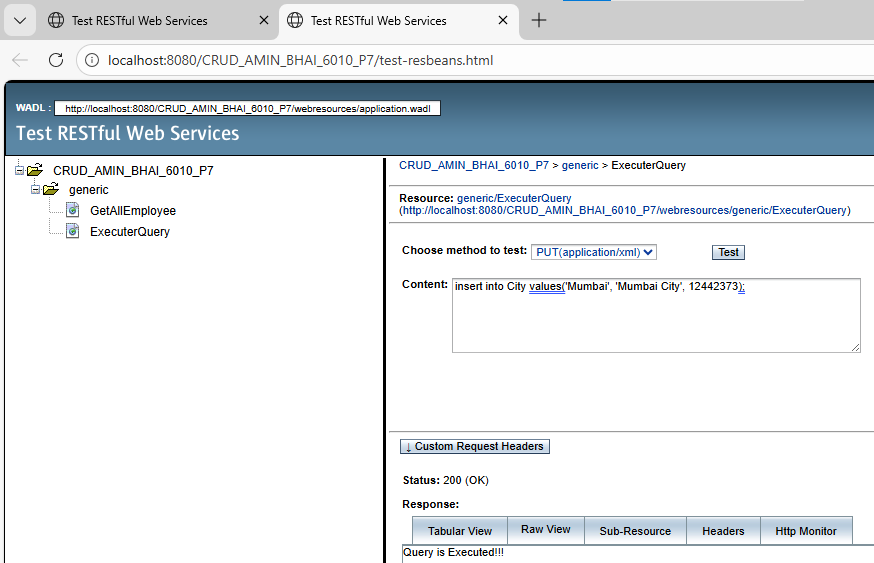 Test RESTful Web Services
Test RESTful Web Services
localhost:8080/CRUD_AMIN_BHAI_6010_P7/test-resbeans.html
WADL : http://localhost:8080/CRUD_AMIN_BHAI_6010_P7/webresources/application.wadl
Test RESTful Web Services
CRUD_AMIN_BHAI_6010_P7
generic
GetAllEmployee
ExecuterQuery
CRUD_AMIN_BHAI_6010_P7 > generic > ExecuterQuery
Resource: generic/ExecuterQuery
(http://localhost:8080/CRUD_AMIN_BHAI_6010_P7/webresources/generic/ExecuterQuery)
Choose method to test: PUT(application/xml) Test
Content: insert into City values('Mumbai', 'Mumbai City', 12442373);
↓ Custom Request Headers
Status: 200 (OK)
Response:
Tabular View Raw View Sub-Resource Headers Http Monitor
Query is Executed!!!